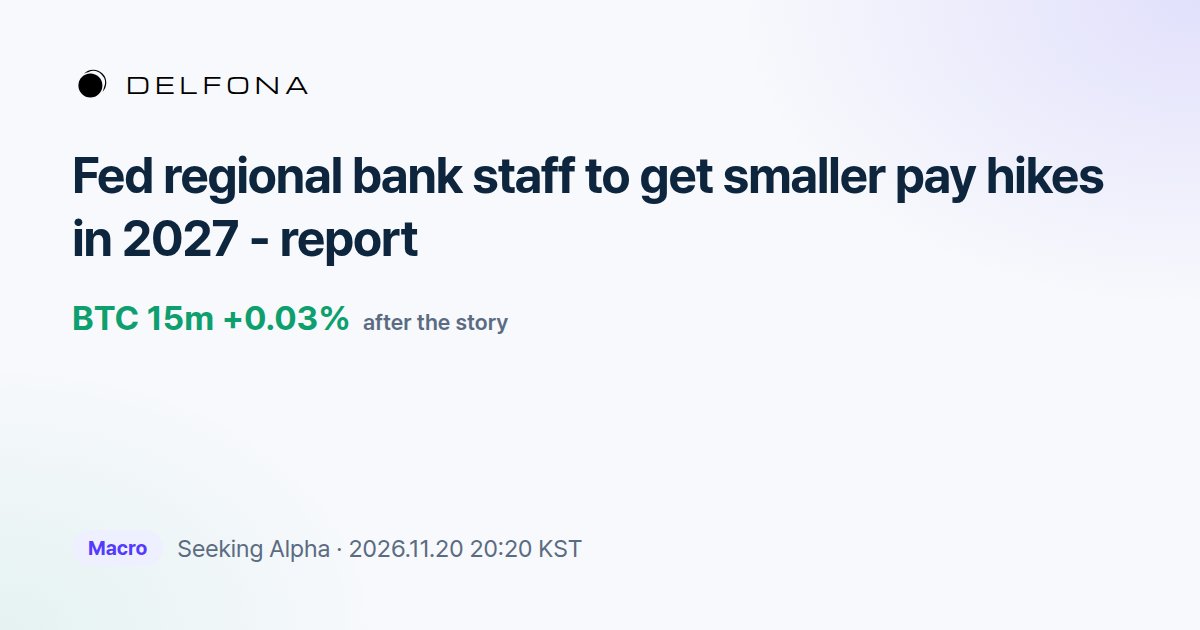 DELFONA
Fed regional bank staff to get smaller pay hikes
in 2027 - report
BTC 15m +0.03% after the story
Macro Seeking Alpha · 2026.11.20 20:20 KST